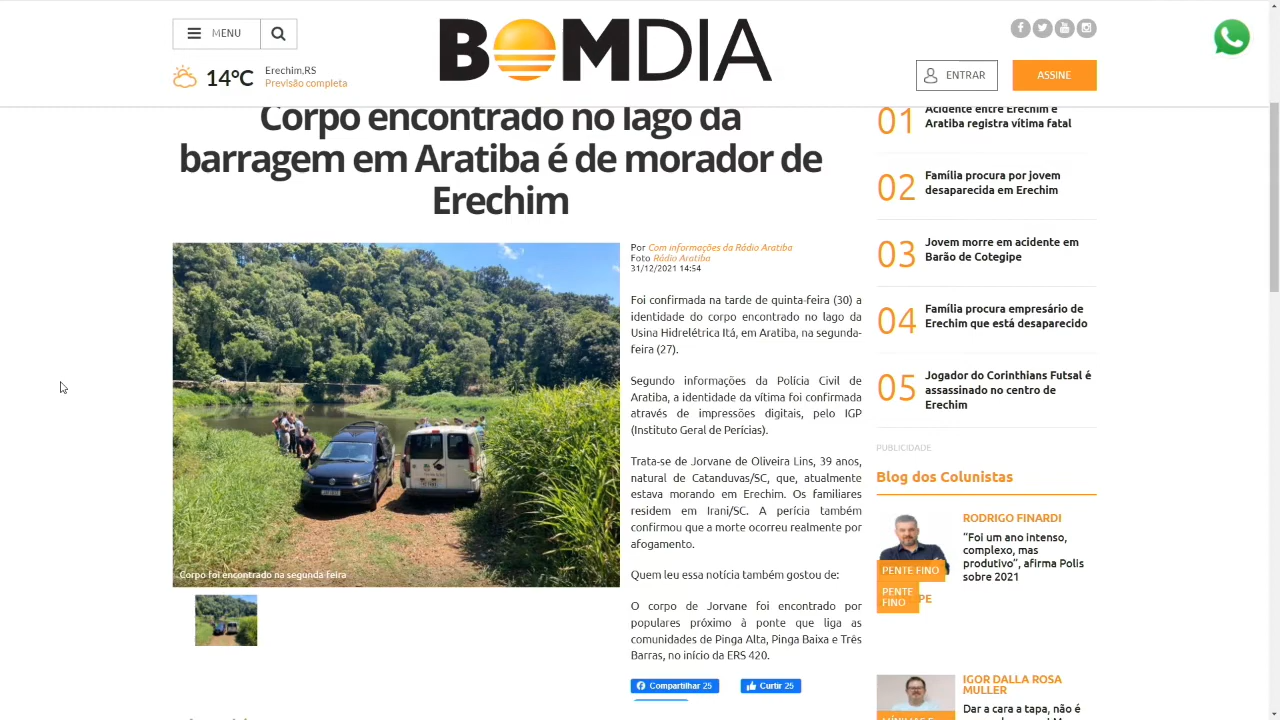 MENU
BOMDIA
14ºC
Erechim,RS
Previsão completa
ENTRAR
ASSINE
Corpo encontrado no lago da
barragem em Aratiba é de morador de
Erechim
Por Com informações da Rádio Aratiba
Foto Rádio Aratiba
31/12/2021 14:54
Foi confirmada na tarde de quinta-feira (30) a
identidade do corpo encontrado no lago da
Usina Hidrelétrica Itá, em Aratiba, na segunda-
feira (27).
Segundo informações da Polícia Civil de
Aratiba, a identidade da vítima foi confirmada
através de impressões digitais, pelo IGP
(Instituto Geral de Perícias).
Trata-se de Jorvane de Oliveira Lins, 39 anos,
natural de Catanduvas/SC, que, atualmente
estava morando em Erechim. Os familiares
residem em Irani/SC. A perícia também
confirmou que a morte ocorreu realmente por
afogamento.
Quem leu essa notícia também gostou de:
O corpo de Jorvane foi encontrado por
populares próximo à ponte que liga as
comunidades de Pinga Alta, Pinga Baixa e Três
Barras, no início da ERS 420.
Compartilhar 25
Curtir 25
Corpo foi encontrado na segunda feira
01 Acidente entre Erechim e
Aratiba registra vítima fatal
02 Família procura por jovem
desaparecida em Erechim
03 Jovem morre em acidente em
Barão de Cotegipe
04 Família procura empresário de
Erechim que está desaparecido
05 Jogador do Corinthians Futsal é
assassinado no centro de
Erechim
PUBLICIDADE
Blog dos Colunistas
RODRIGO FINARDI
“Foi um ano intenso,
complexo, mas
produtivo”, afirma Polis
sobre 2021
PENTE FINO
PENTE
FINO
IGOR DALLA ROSA
MULLER
Dar a cara a tapa, não é